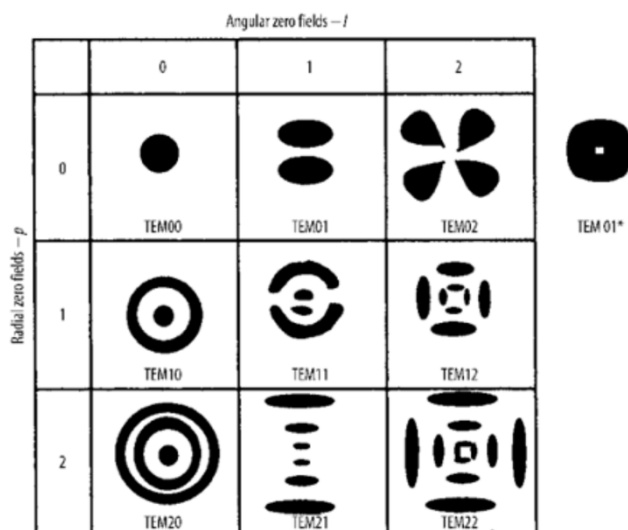 Angular zero fields – l
0 1 2
Radial zero fields – p
0
TEM00 TEM01 TEM02 TEM 01*
1
TEM10 TEM11 TEM12
2
TEM20 TEM21 TEM22